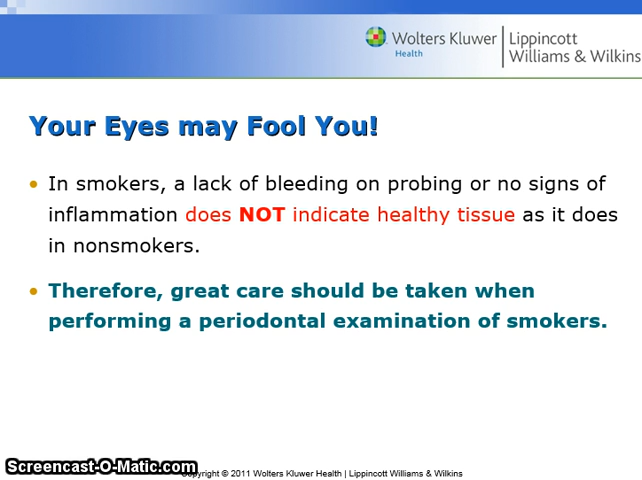 Wolters Kluwer
Health
Lippincott
Williams & Wilkins
Your Eyes may Fool You!
• In smokers, a lack of bleeding on probing or no signs of
inflammation does NOT indicate healthy tissue as it does
in nonsmokers.
• Therefore, great care should be taken when
performing a periodontal examination of smokers.
Screencast-O-Matic.com
opyright © 2011 Wolters Kluwer Health | Lippincott Williams & Wilkins